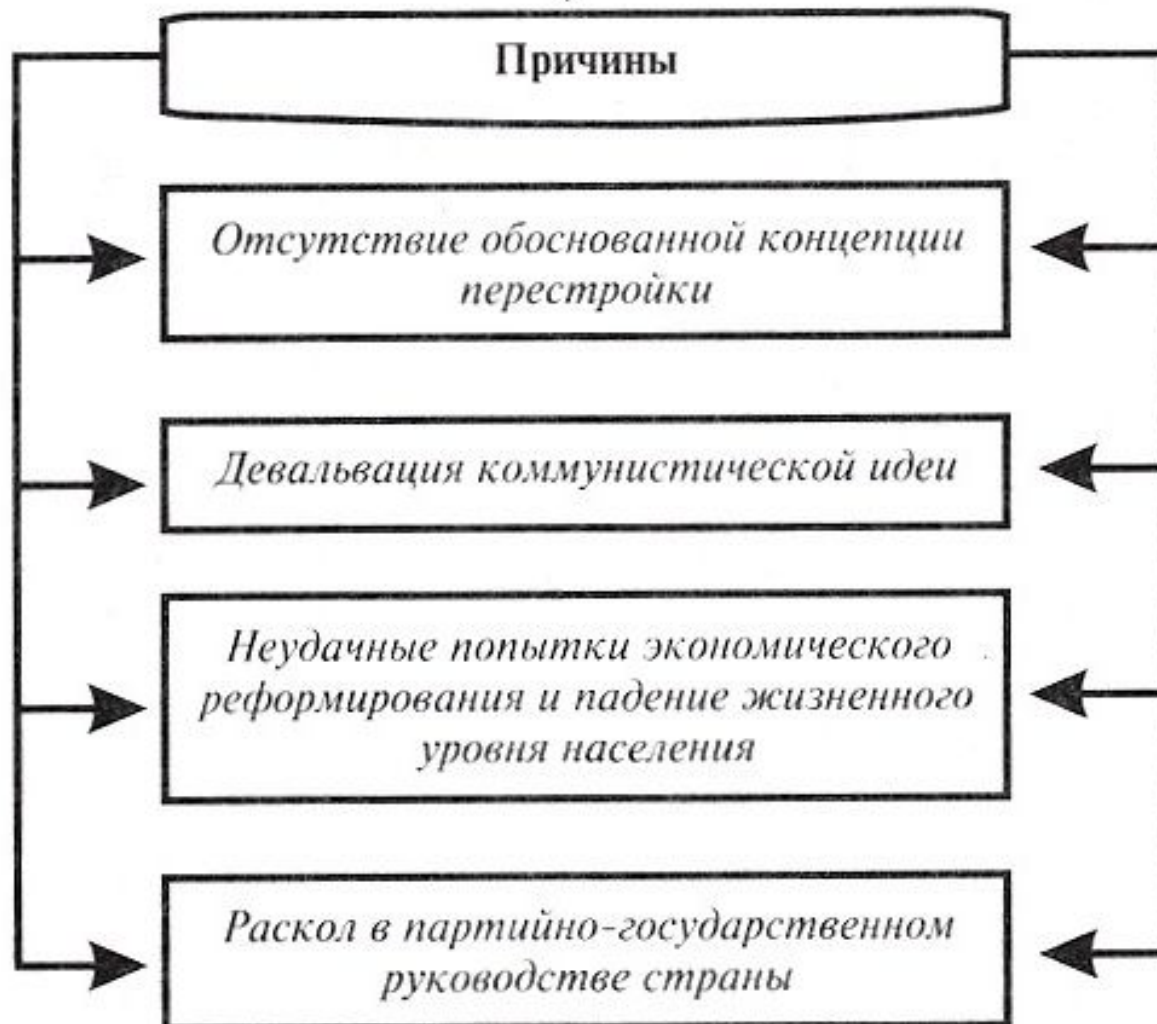 Причины
Отсутствие обоснованной концепции
перестройки
Девальвация коммунистической идеи
Неудачные попытки экономического
реформирования и падение жизненного
уровня населения
Раскол в партийно-государственном
руководстве страны